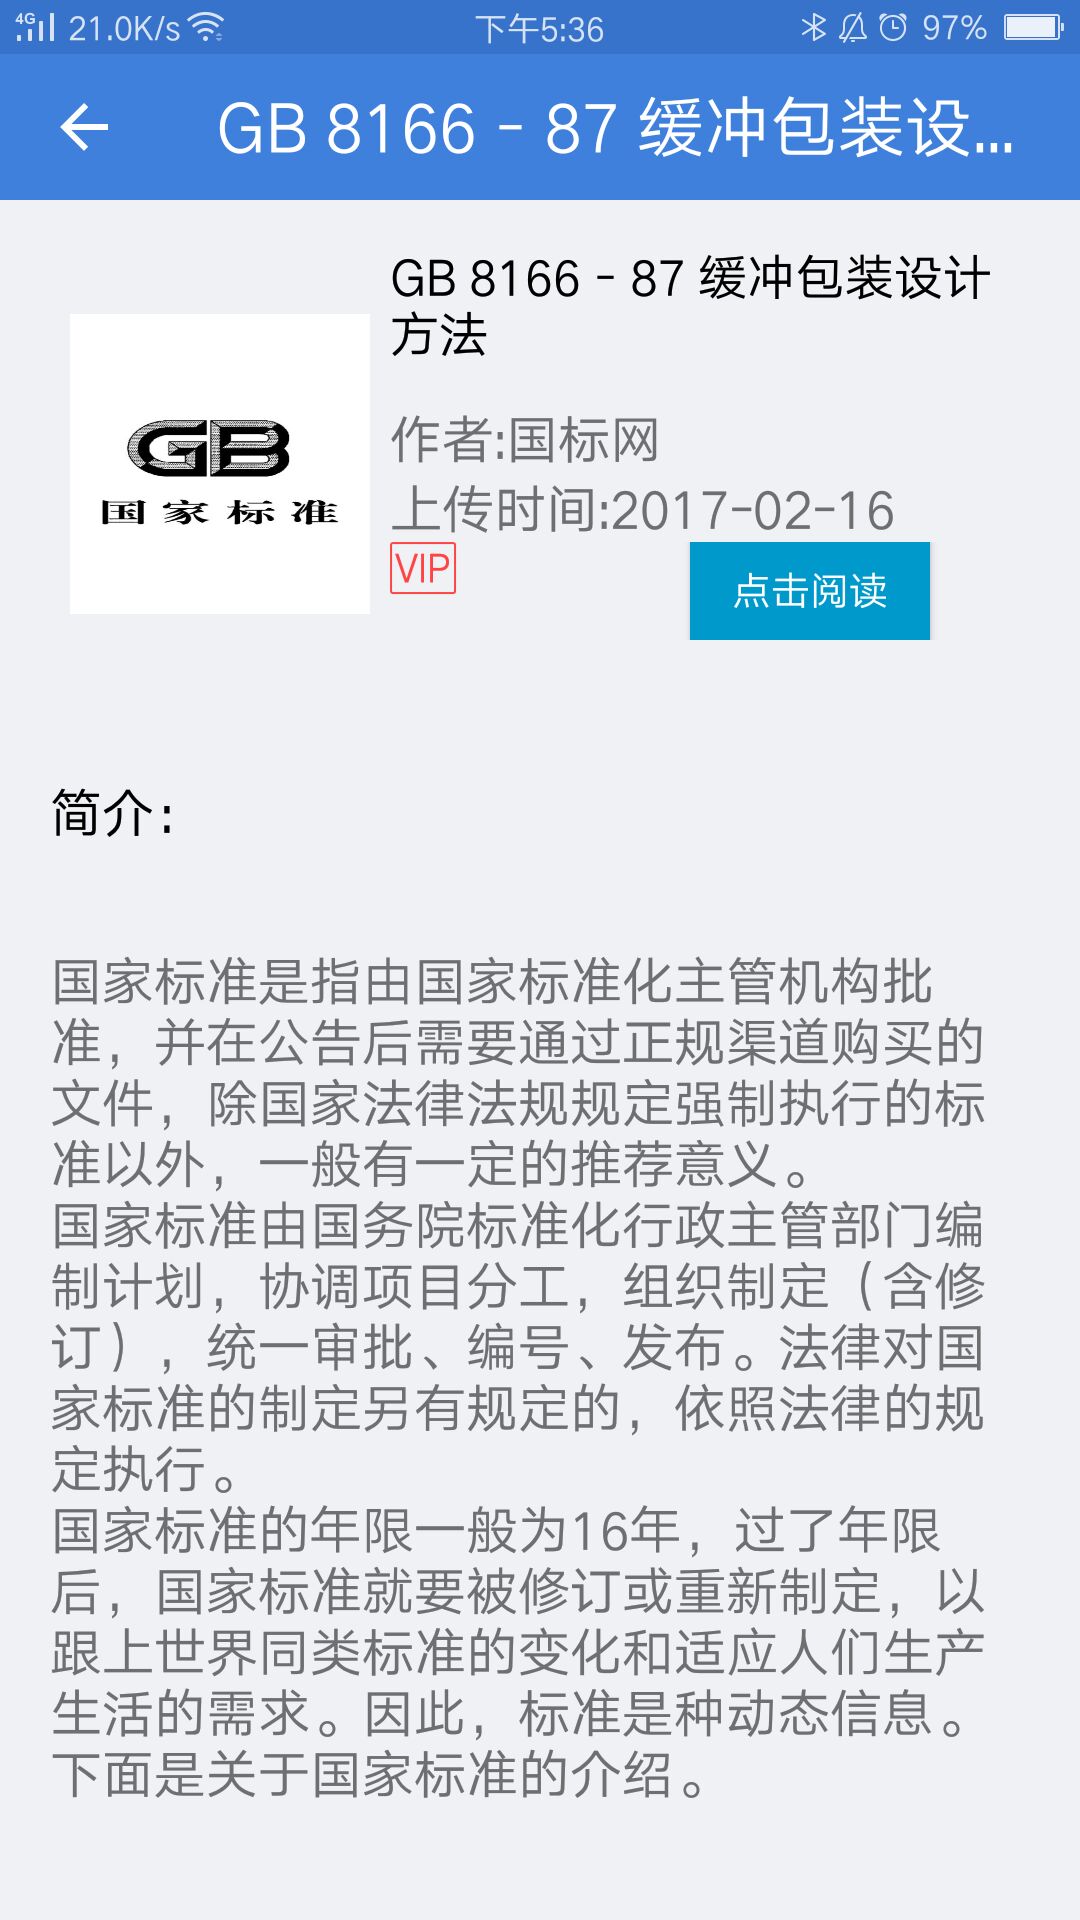 4G 21.0K/s 下午5:36 97%
GB 8166 - 87 缓冲包装设...
GB 8166 - 87 缓冲包装设计
方法
GB
国家标准
作者:国标网
上传时间:2017-02-16
VIP
点击阅读
简介:
国家标准是指由国家标准化主管机构批
准，并在公告后需要通过正规渠道购买的
文件，除国家法律法规规定强制执行的标
准以外，一般有一定的推荐意义。
国家标准由国务院标准化行政主管部门编
制计划，协调项目分工，组织制定（含修
订），统一审批、编号、发布。法律对国
家标准的制定另有规定的，依照法律的规
定执行。
国家标准的年限一般为16年，过了年限
后，国家标准就要被修订或重新制定，以
跟上世界同类标准的变化和适应人们生产
生活的需求。因此，标准是种动态信息。
下面是关于国家标准的介绍。